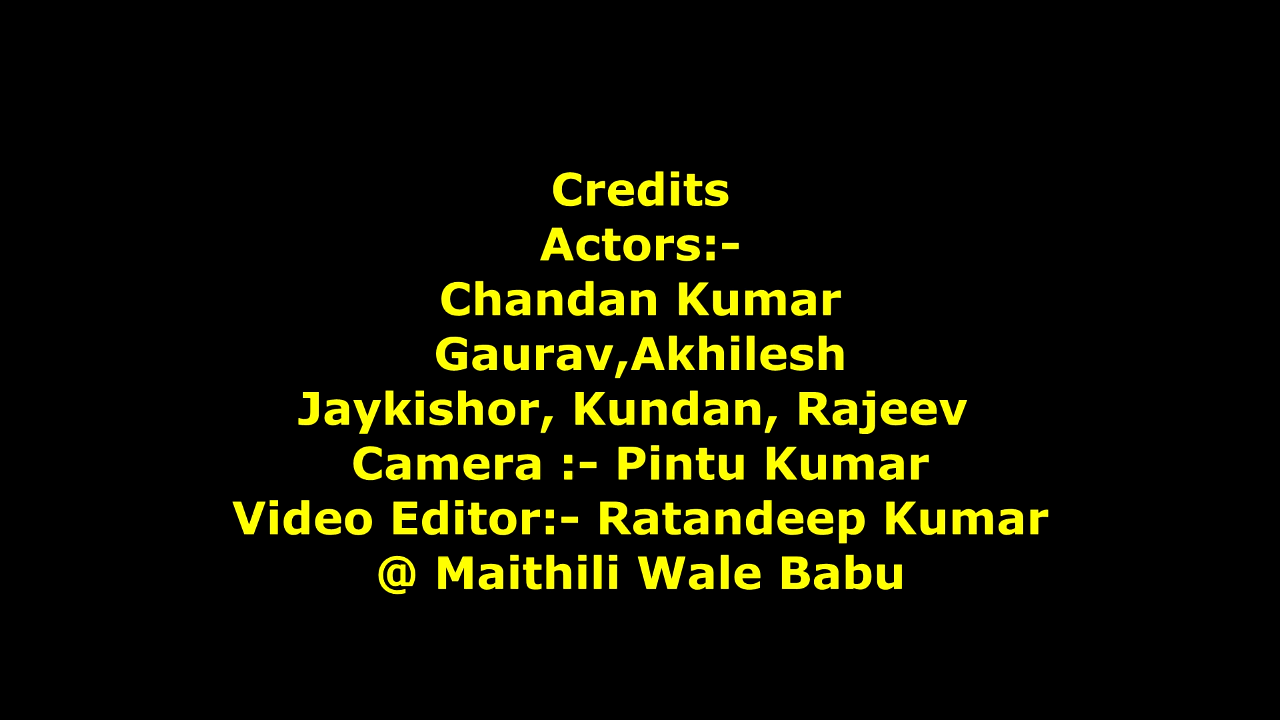 Credits
Actors:-
Chandan Kumar
Gaurav,Akhilesh
Jaykishor, Kundan, Rajeev
Camera :- Pintu Kumar
Video Editor:- Ratandeep Kumar
@ Maithili Wale Babu